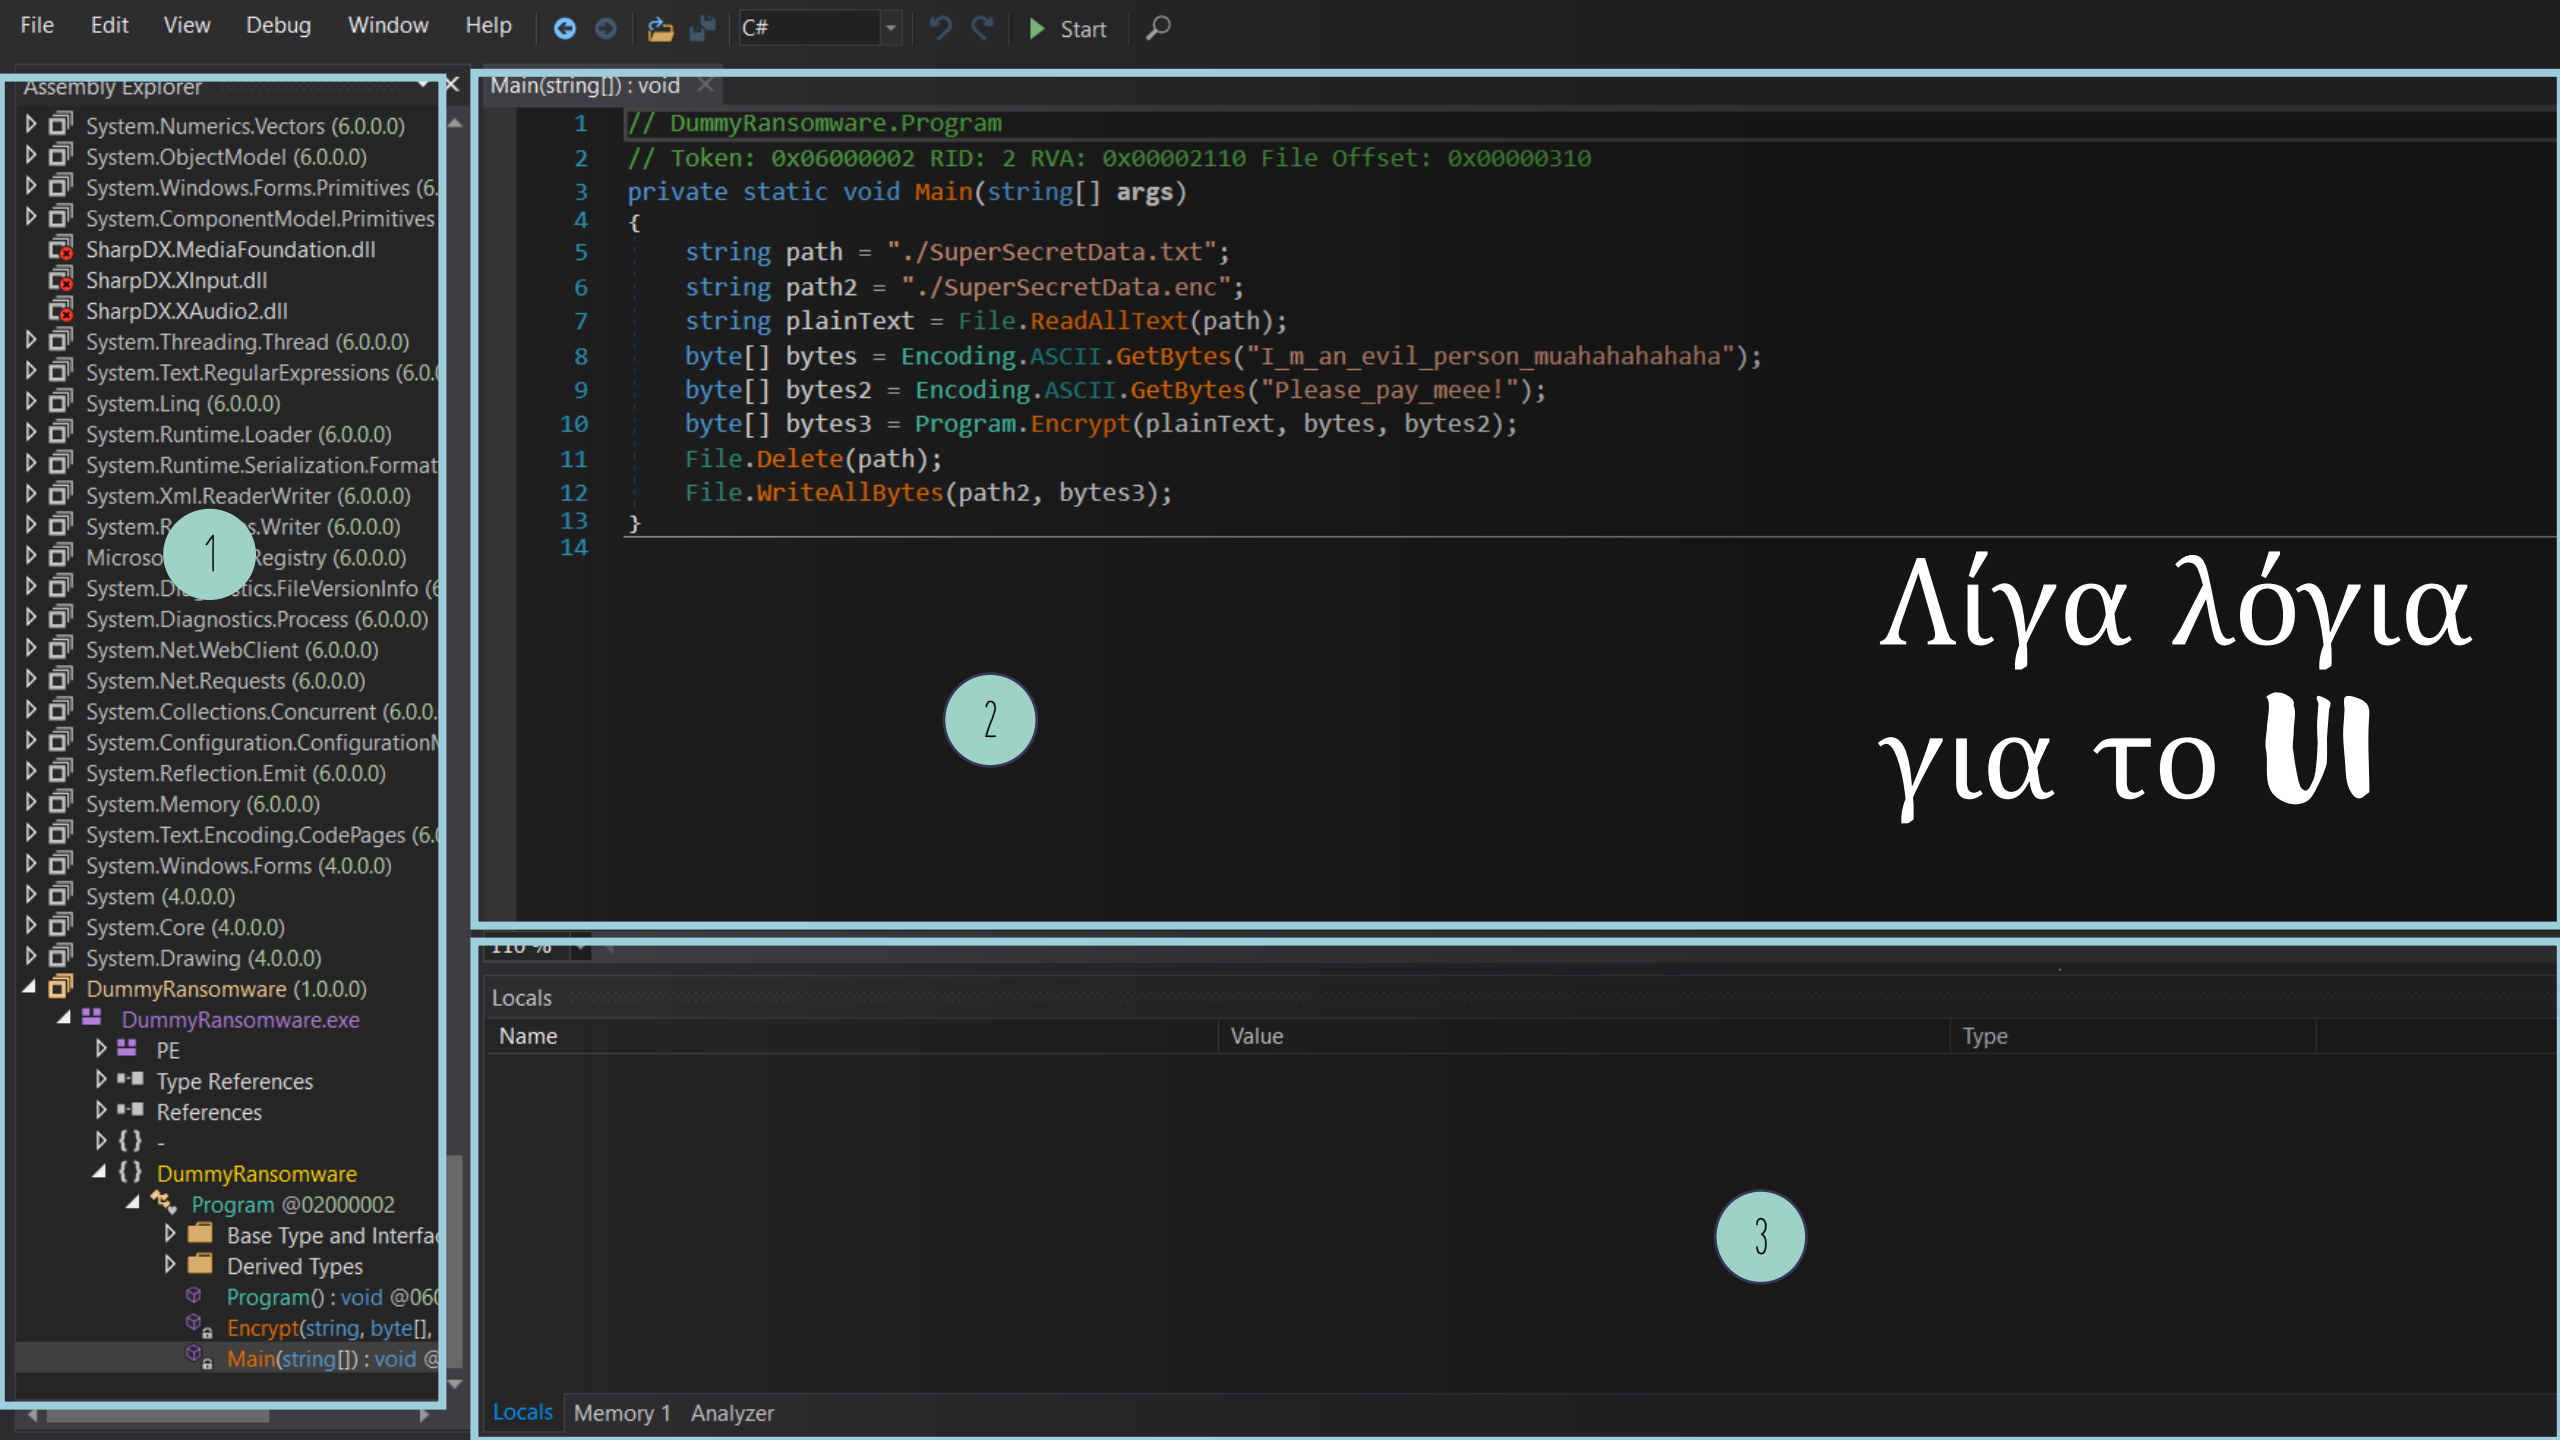 File Edit View Debug Window Help C# Start
Assembly Explorer
System.Numerics.Vectors (6.0.0.0)
System.ObjectModel (6.0.0.0)
System.Windows.Forms.Primitives (6.
System.ComponentModel.Primitives
SharpDX.MediaFoundation.dll
SharpDX.XInput.dll
SharpDX.XAudio2.dll
System.Threading.Thread (6.0.0.0)
System.Text.RegularExpressions (6.0.
System.Linq (6.0.0.0)
System.Runtime.Loader (6.0.0.0)
System.Runtime.Serialization.Format
System.Xml.ReaderWriter (6.0.0.0)
System.R s.Writer (6.0.0.0)
Microso Registry (6.0.0.0)
System.D tics.FileVersionInfo (6
System.Diagnostics.Process (6.0.0.0)
System.Net.WebClient (6.0.0.0)
System.Net.Requests (6.0.0.0)
System.Collections.Concurrent (6.0.0.
System.Configuration.Configuration
System.Reflection.Emit (6.0.0.0)
System.Memory (6.0.0.0)
System.Text.Encoding.CodePages (6.
System.Windows.Forms (4.0.0.0)
System (4.0.0.0)
System.Core (4.0.0.0)
System.Drawing (4.0.0.0)
DummyRansomware (1.0.0.0)
DummyRansomware.exe
PE
Type References
References
{} -
{} DummyRansomware
Program @02000002
Base Type and Interfa
Derived Types
Program() : void @060
Encrypt(string, byte[],
Main(string[]) : void @
1
Main(string[]) : void
1 // DummyRansomware.Program
2 // Token: 0x06000002 RID: 2 RVA: 0x00002110 File Offset: 0x00000310
3 private static void Main(string[] args)
4 {
5 string path = "./SuperSecretData.txt";
6 string path2 = "./SuperSecretData.enc";
7 string plainText = File.ReadAllText(path);
8 byte[] bytes = Encoding.ASCII.GetBytes("I_m_an_evil_person_muahahahahaha");
9 byte[] bytes2 = Encoding.ASCII.GetBytes("Please_pay_meee!");
10 byte[] bytes3 = Program.Encrypt(plainText, bytes, bytes2);
11 File.Delete(path);
12 File.WriteAllBytes(path2, bytes3);
13 }
14
2
Λίγα λόγια
για το UI
110 %
Locals
Name Value Type
3
Locals Memory 1 Analyzer